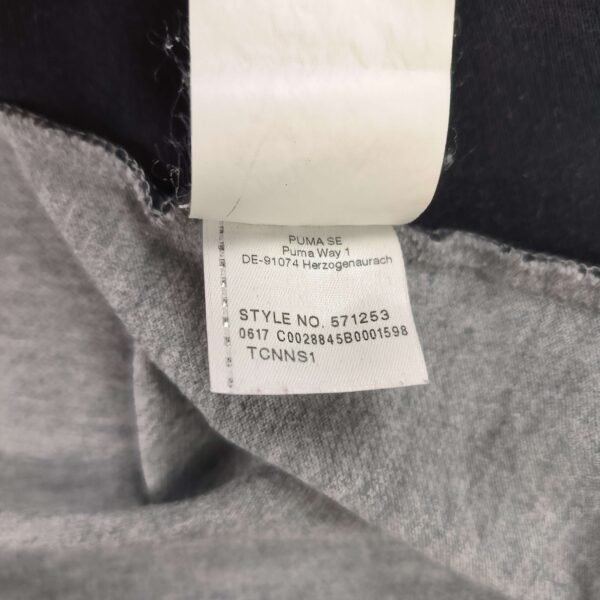 PUMA SE
Puma Way 1
DE-91074 Herzogenaurach
STYLE NO. 571253
0617 C0028845B0001598
TCNNS1